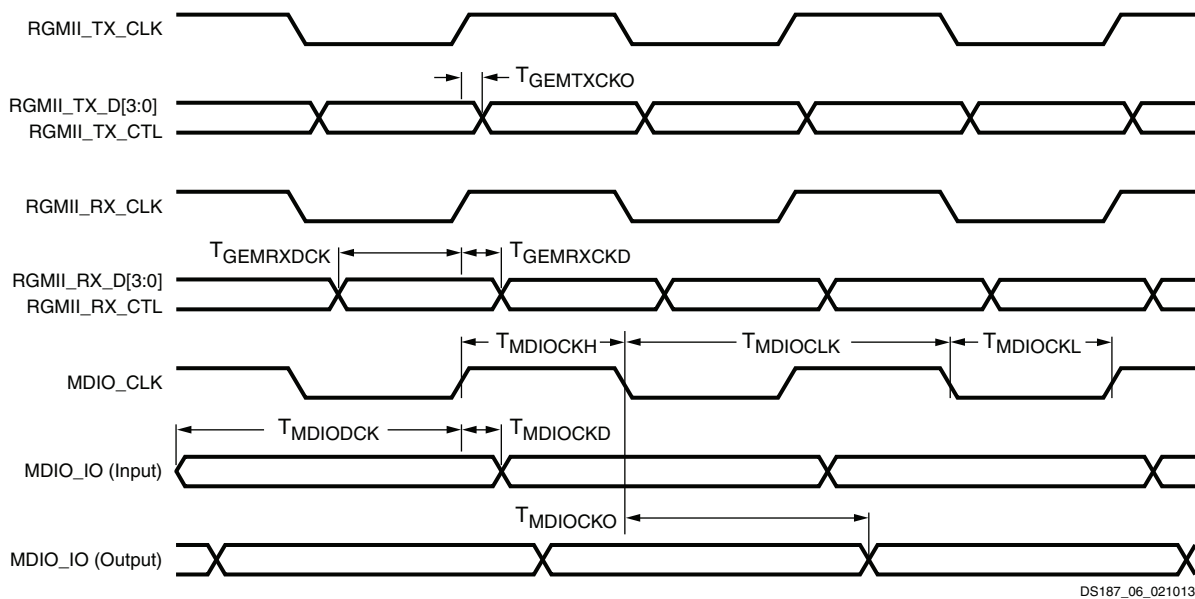 RGMII_TX_CLK
TGEMTXCKO
RGMII_TX_D[3:0]
RGMII_TX_CTL
RGMII_RX_CLK
TGEMRXDCK TGEMRXCKD
RGMII_RX_D[3:0]
RGMII_RX_CTL
TMDIOCKH TMDIOCLK TMDIOCKL
MDIO_CLK
TMDIODCK TMDIOCKD
MDIO_IO (Input)
TMDIOCKO
MDIO_IO (Output)
DS187_06_021013